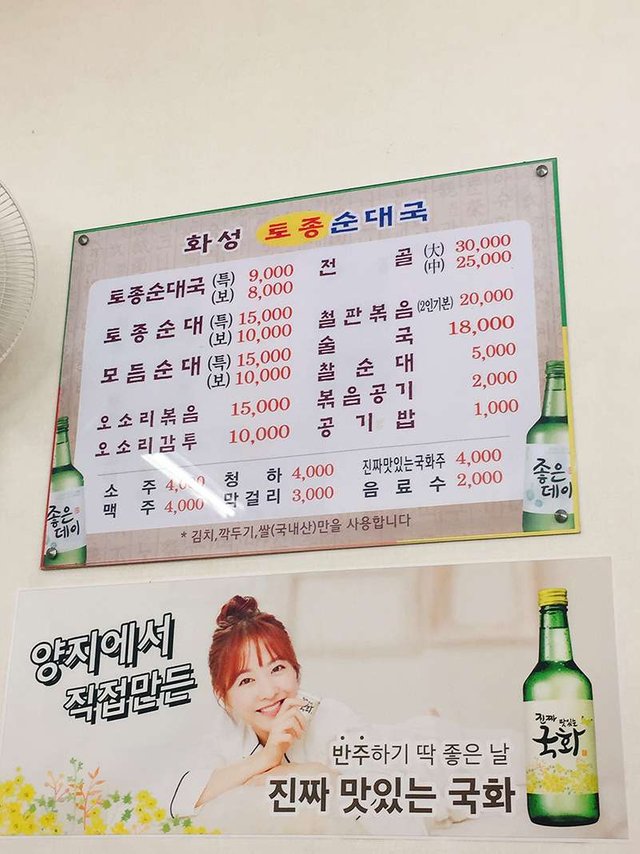 화성 토종순대국
토종순대국 (특) 9,000
(보) 8,000
토종순대 (특) 15,000
(보) 10,000
모듬순대 (특) 15,000
(보) 10,000
오소리볶음 15,000
오소리감투 10,000
전골 (大) 30,000
(中) 25,000
철판볶음 (2인기본) 20,000
술국 18,000
찰순대 5,000
볶음공기 2,000
공기밥 1,000
소주 4,000 청하 4,000 진짜맛있는국화주 4,000
맥주 4,000 막걸리 3,000 음료수 2,000
* 김치,깍두기,쌀(국내산)만을 사용합니다
좋은
데이
좋은
데이
양지에서
직접만든
반주하기 딱 좋은 날
진짜 맛있는 국화
진짜 맛있는
국화